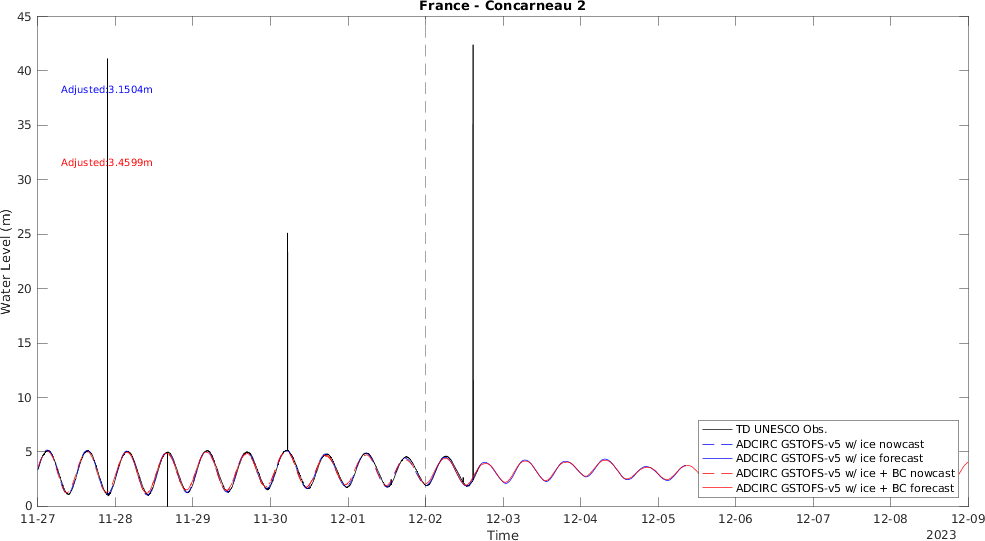 France - Concarneau 2
45
40
35
30
25
20
15
10
5
0
Water Level (m)
Adjusted:3.1504m
Adjusted:3.4599m
TD UNESCO Obs.
ADCIRC GSTOFS-v5 w/ ice nowcast
ADCIRC GSTOFS-v5 w/ ice forecast
ADCIRC GSTOFS-v5 w/ ice + BC nowcast
ADCIRC GSTOFS-v5 w/ ice + BC forecast
11-27 11-28 11-29 11-30 12-01 12-02 12-03 12-04 12-05 12-06 12-07 12-08 12-09
Time
2023